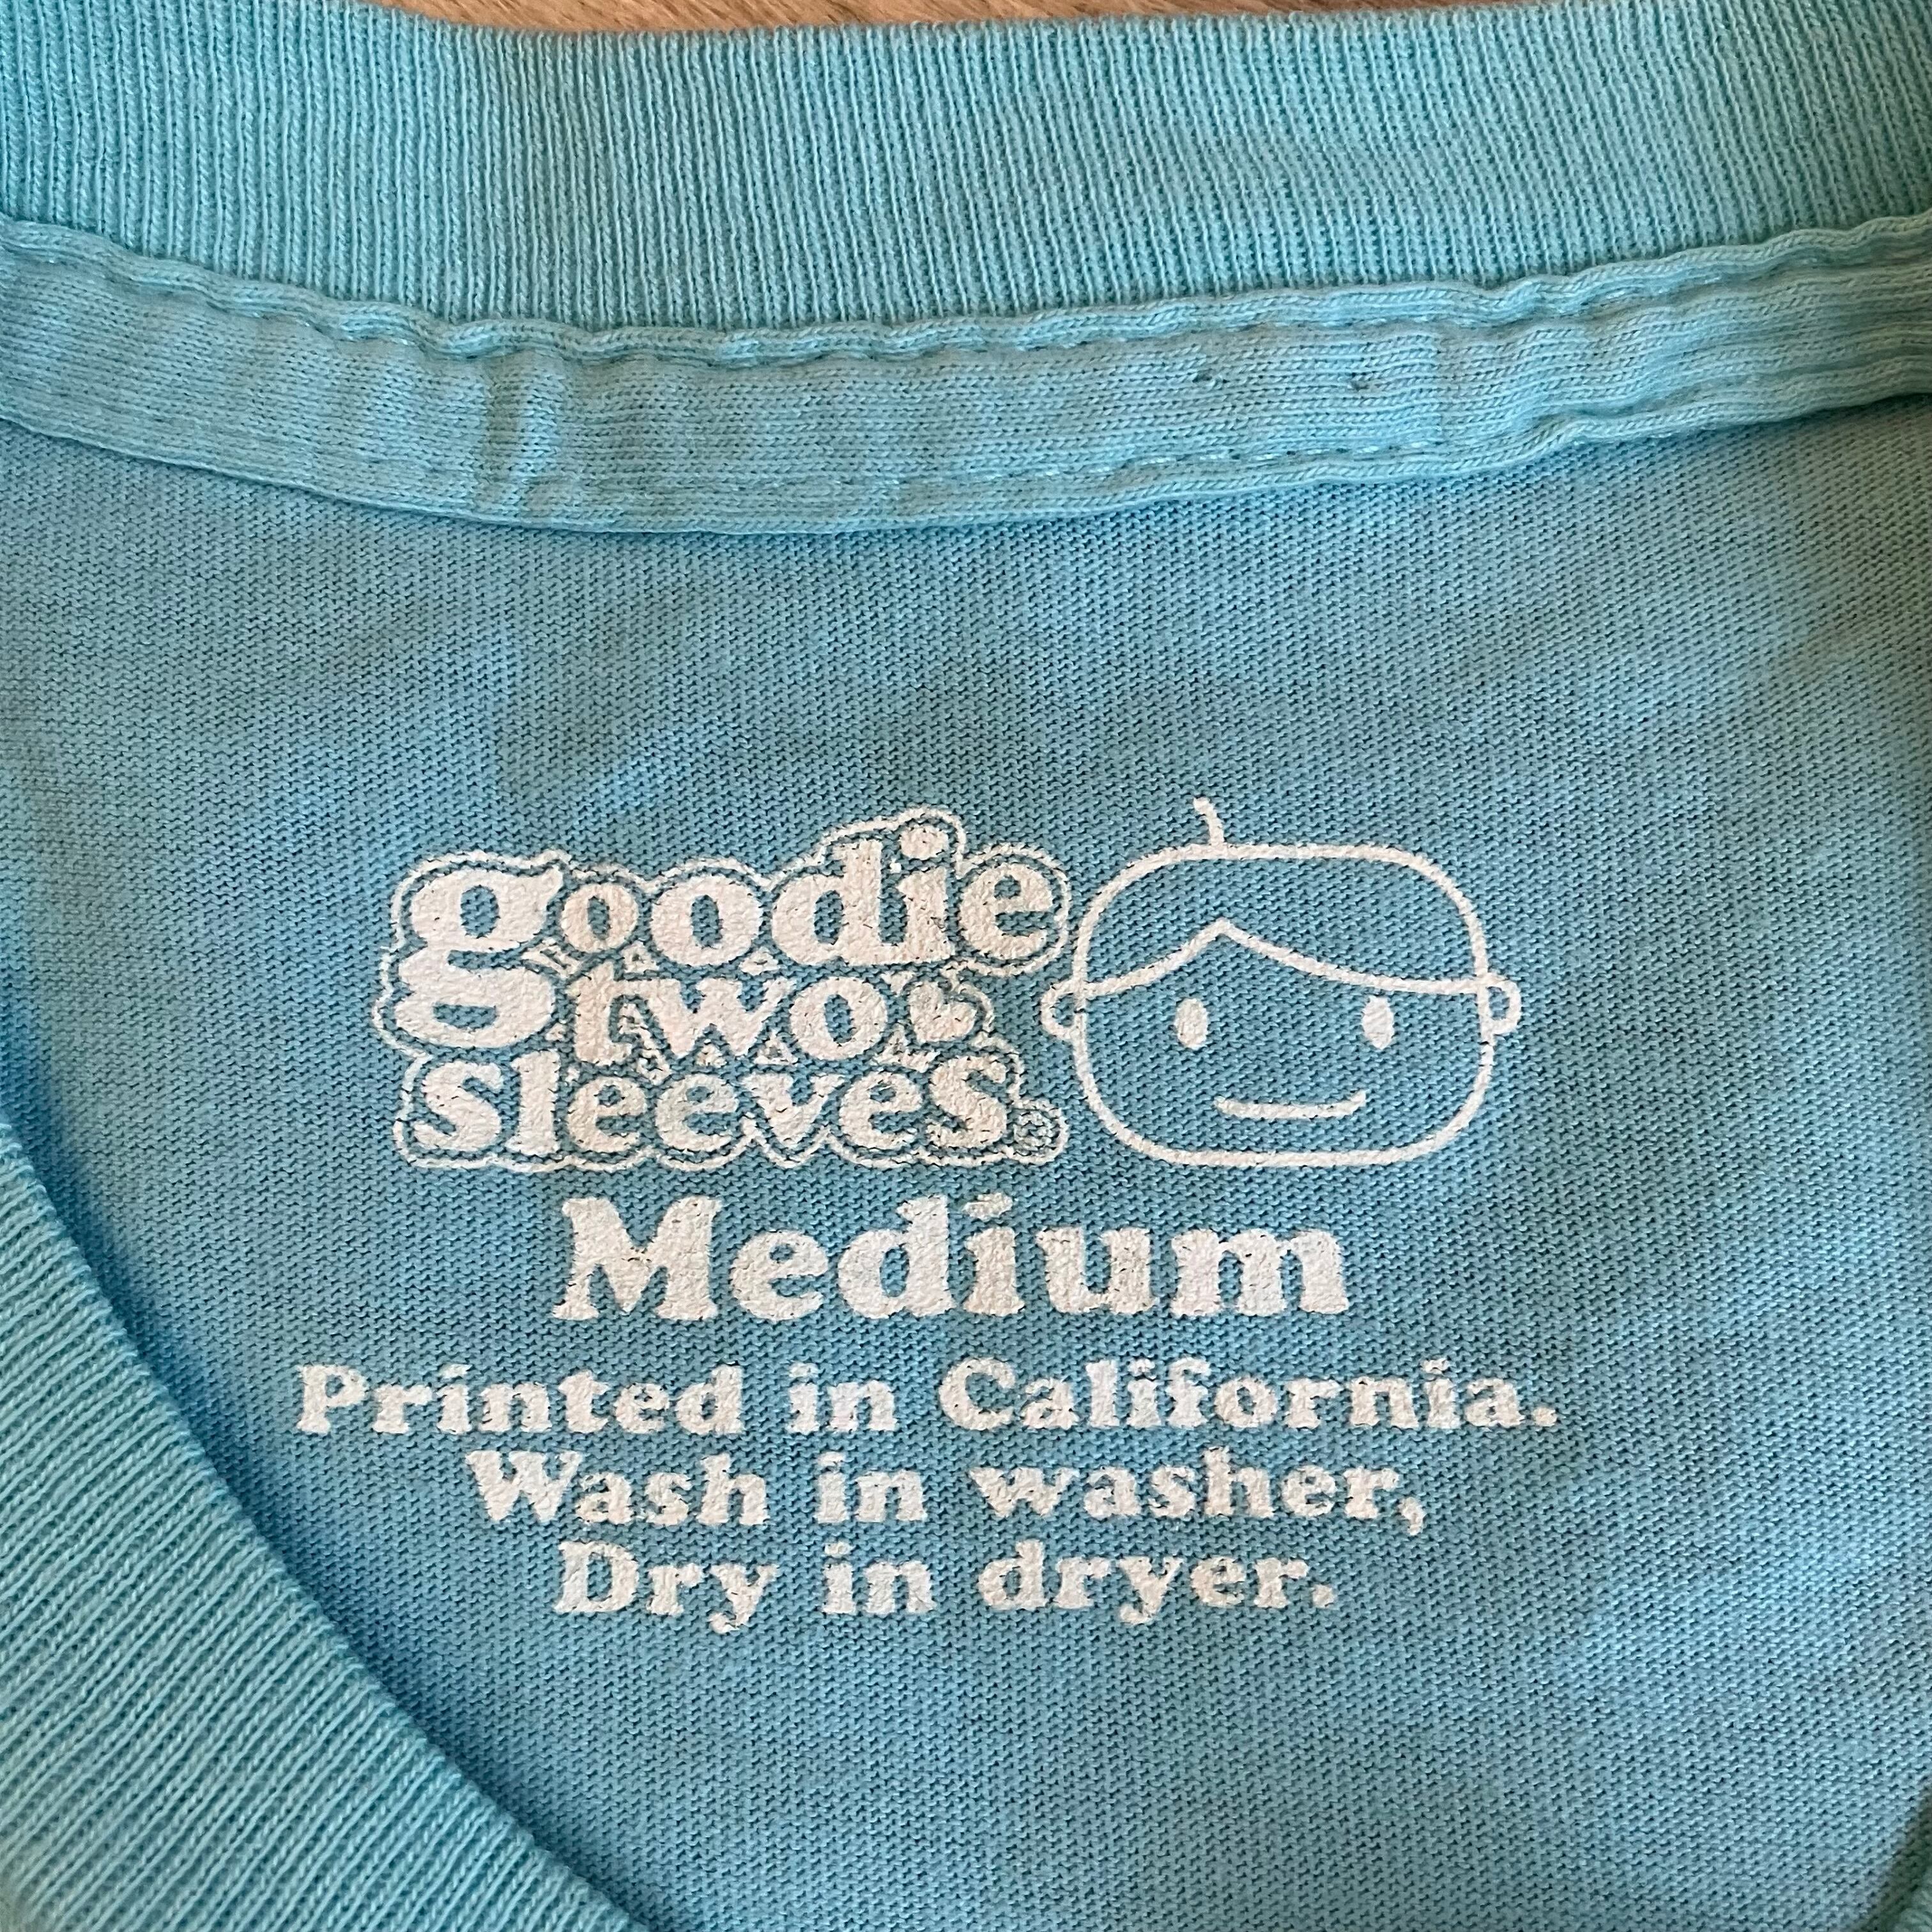 goodie
two
sleeves®
Medium
Printed in California.
Wash in washer,
Dry in dryer.